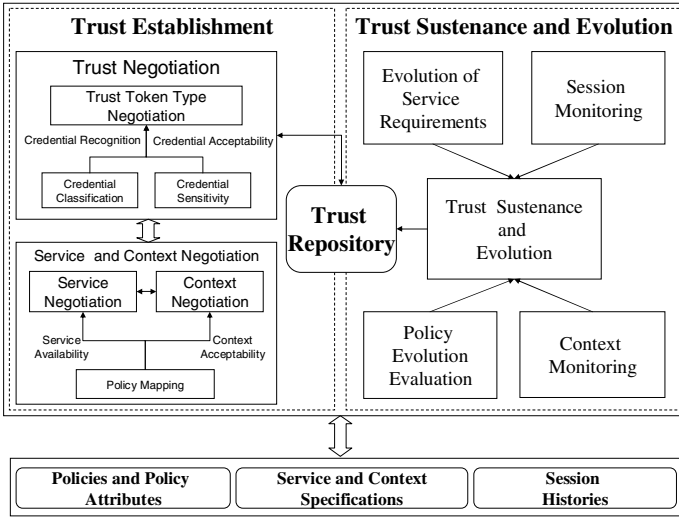 Trust Establishment
Trust Negotiation
Trust Token Type
Negotiation
Credential Recognition
Credential Acceptability
Credential
Classification
Credential
Sensitivity
Service and Context Negotiation
Service
Negotiation
Context
Negotiation
Service
Availability
Context
Acceptability
Policy Mapping
Trust
Repository
Trust Sustenance and Evolution
Evolution of
Service
Requirements
Session
Monitoring
Trust Sustenance
and
Evolution
Policy
Evolution
Evaluation
Context
Monitoring
Policies and Policy
Attributes
Service and Context
Specifications
Session
Histories